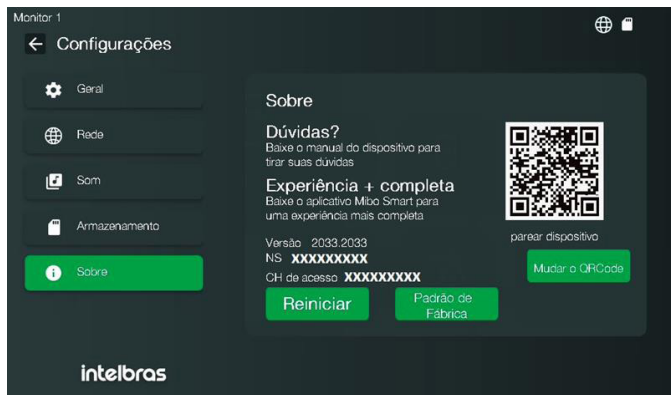 Monitor 1
Configurações
Geral
Rede
Som
Armazenamento
Sobre
intelbras
Sobre
Dúvidas?
Baixe o manual do dispositivo para
tirar suas dúvidas
Experiência + completa
Baixe o aplicativo Mibo Smart para
uma experiência mais completa
Versão 2033.2033
NS XXXXXXXXX
CH de acesso XXXXXXXXX
Reiniciar
Padrão de
Fábrica
parear dispositivo
Mudar o QRCode